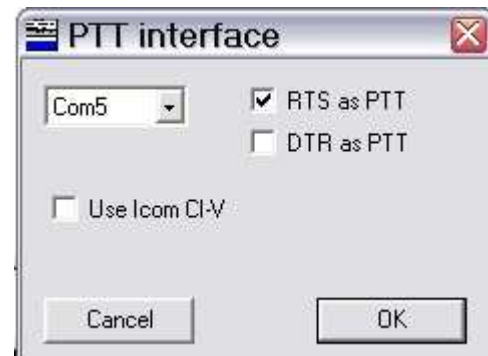 PTT interface
Com5
RTS as PTT
DTR as PTT
Use Icom CI-V
Cancel
OK